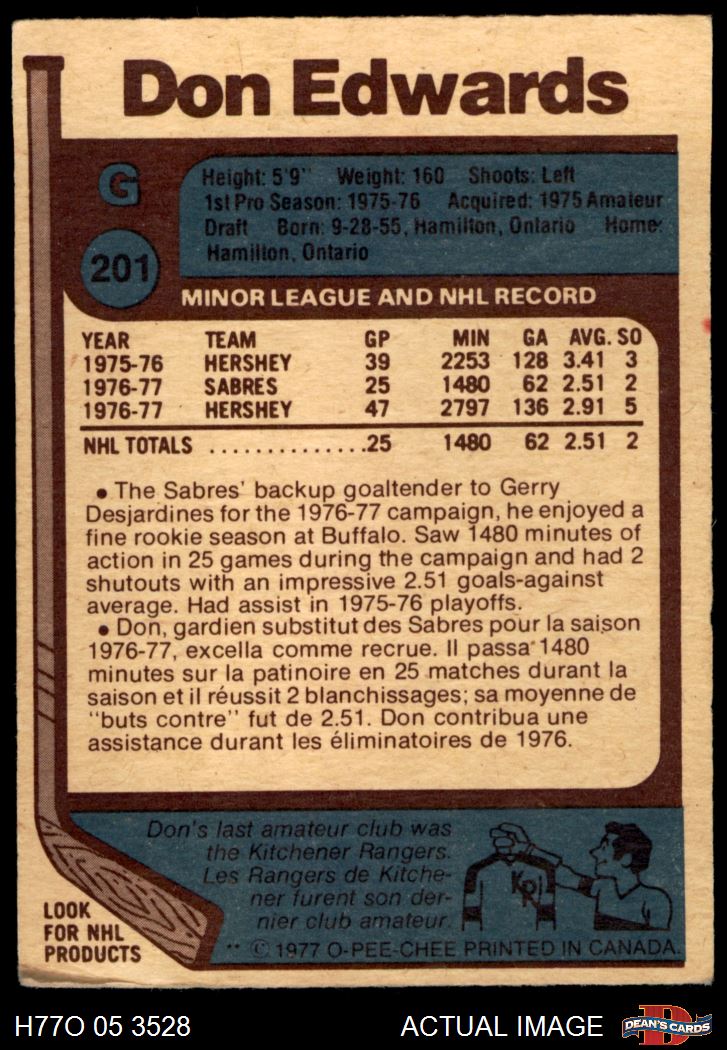 Don Edwards
G
201
Height: 5'9" Weight: 160 Shoots: Left
1st Pro Season: 1975-76 Acquired: 1975 Amateur
Draft Born: 9-28-55, Hamilton, Ontario Home:
Hamilton, Ontario
MINOR LEAGUE AND NHL RECORD
YEAR TEAM GP MIN GA AVG. SO
1975-76 HERSHEY 39 2253 128 3.41 3
1976-77 SABRES 25 1480 62 2.51 2
1976-77 HERSHEY 47 2797 136 2.91 5
NHL TOTALS ..............25 1480 62 2.51 2
• The Sabres' backup goaltender to Gerry
Desjardines for the 1976-77 campaign, he enjoyed a
fine rookie season at Buffalo. Saw 1480 minutes of
action in 25 games during the campaign and had 2
shutouts with an impressive 2.51 goals-against
average. Had assist in 1975-76 playoffs.
• Don, gardien substitut des Sabres pour la saison
1976-77, excella comme recrue. Il passa 1480
minutes sur la patinoire en 25 matches durant la
saison et il réussit 2 blanchissages; sa moyenne de
"buts contre" fut de 2.51. Don contribua une
assistance durant les éliminatoires de 1976.
Don's last amateur club was
the Kitchener Rangers.
Les Rangers de Kitche-
ner furent son der-
nier club amateur.
KR
LOOK
FOR NHL
PRODUCTS
** © 1977 O-PEE-CHEE PRINTED IN CANADA.
H77O 05 3528 ACTUAL IMAGE
D
DEAN'S CARDS